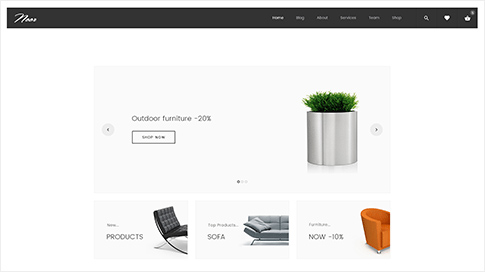 Noor
Home Blog About Services Team Shop
Outdoor furniture -20%
SHOP NOW
New...
PRODUCTS
Top Products...
SOFA
Furniture...
NOW -10%